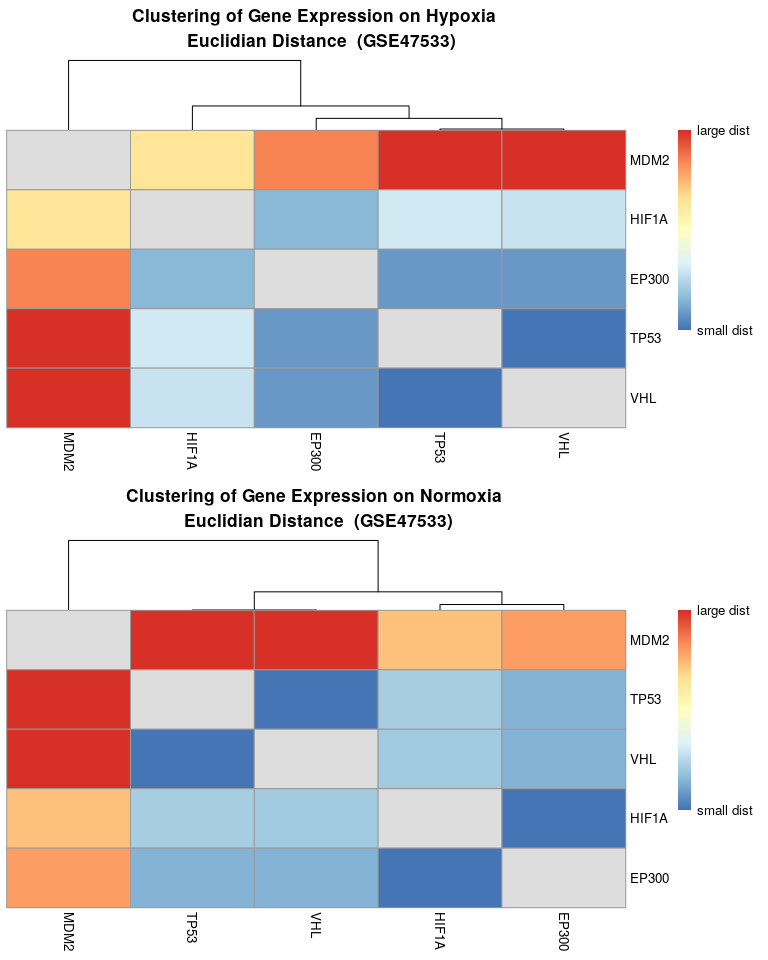 Clustering of Gene Expression on Hypoxia
Euclidian Distance (GSE47533)
large dist
MDM2
HIF1A
EP300
small dist
TP53
VHL
MDM2 HIF1A EP300 TP53 VHL
Clustering of Gene Expression on Normoxia
Euclidian Distance (GSE47533)
large dist
MDM2
TP53
VHL
small dist
HIF1A
EP300
MDM2 TP53 VHL HIF1A EP300